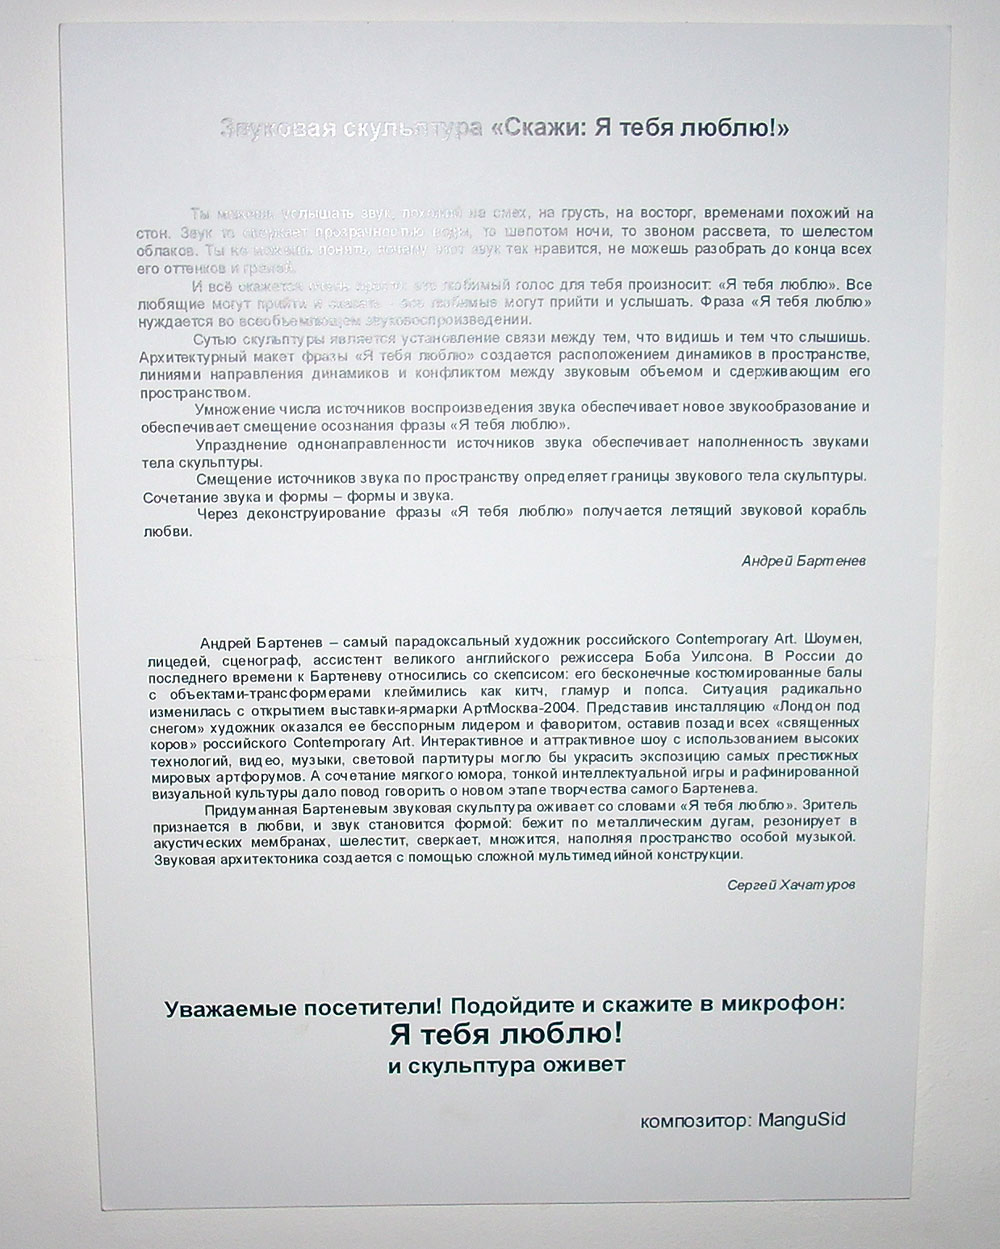 Звуковая скульптура «Скажи: Я тебя люблю!»
Ты можешь услышать звук, похожий на смех, на грусть, на восторг, временами похожий на
стон. Звук то сверкает прозрачностью воды, то шепотом ночи, то звоном рассвета, то шелестом
облаков. Ты не можешь понять, почему этот звук так нравится, не можешь разобрать до конца всех
его оттенков и граней.
И всё окажется очень просто: это любимый голос для тебя произносит: «Я тебя люблю». Все
любящие могут прийти и сказать - все любимые могут прийти и услышать. Фраза «Я тебя люблю»
нуждается во всеобъемлющем звуковоспроизведении.
Сутью скульптуры является установление связи между тем, что видишь и тем что слышишь.
Архитектурный макет фразы «Я тебя люблю» создается расположением динамиков в пространстве,
линиями направления динамиков и конфликтом между звуковым объемом и сдерживающим его
пространством.
Умножение числа источников воспроизведения звука обеспечивает новое звукообразование и
обеспечивает смещение осознания фразы «Я тебя люблю».
Упразднение однонаправленности источников звука обеспечивает наполненность звуками
тела скульптуры.
Смещение источников звука по пространству определяет границы звукового тела скульптуры.
Сочетание звука и формы – формы и звука.
Через деконструирование фразы «Я тебя люблю» получается летящий звуковой корабль
любви.
Андрей Бартенев
Андрей Бартенев – самый парадоксальный художник российского Contemporary Art. Шоумен,
лицедей, сценограф, ассистент великого английского режиссера Боба Уилсона. В России до
последнего времени к Бартеневу относились со скепсисом: его бесконечные костюмированные балы
с объектами-трансформерами клеймились как китч, гламур и попса. Ситуация радикально
изменилась с открытием выставки-ярмарки АртМосква-2004. Представив инсталляцию «Лондон под
снегом» художник оказался ее бесспорным лидером и фаворитом, оставив позади всех «священных
коров» российского Contemporary Art. Интерактивное и аттрактивное шоу с использованием высоких
технологий, видео, музыки, световой партитуры могло бы украсить экспозицию самых престижных
мировых артфорумов. А сочетание мягкого юмора, тонкой интеллектуальной игры и рафинированной
визуальной культуры дало повод говорить о новом этапе творчества самого Бартенева.
Придуманная Бартеневым звуковая скульптура оживает со словами «Я тебя люблю». Зритель
признается в любви, и звук становится формой: бежит по металлическим дугам, резонирует в
акустических мембранах, шелестит, сверкает, множится, наполняя пространство особой музыкой.
Звуковая архитектоника создается с помощью сложной мультимедийной конструкции.
Сергей Хачатуров
Уважаемые посетители! Подойдите и скажите в микрофон:
Я тебя люблю!
и скульптура оживет
композитор: ManguSid